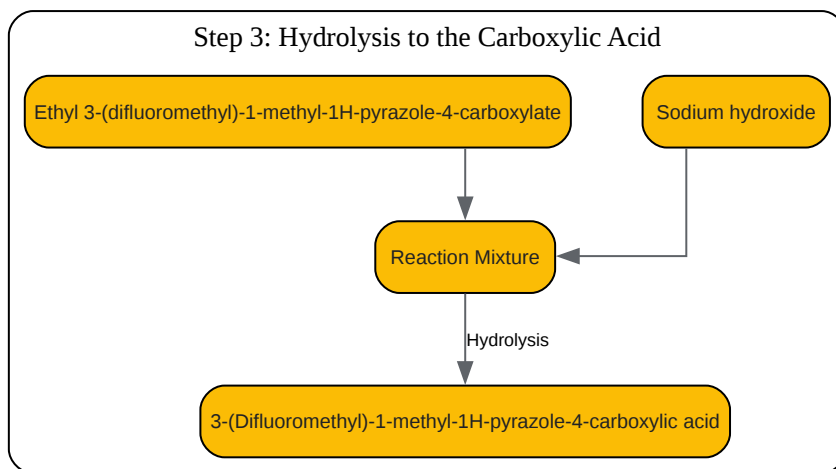 Step 3: Hydrolysis to the Carboxylic Acid
Ethyl 3-(difluoromethyl)-1-methyl-1H-pyrazole-4-carboxylate
Sodium hydroxide
Reaction Mixture
Hydrolysis
3-(Difluoromethyl)-1-methyl-1H-pyrazole-4-carboxylic acid